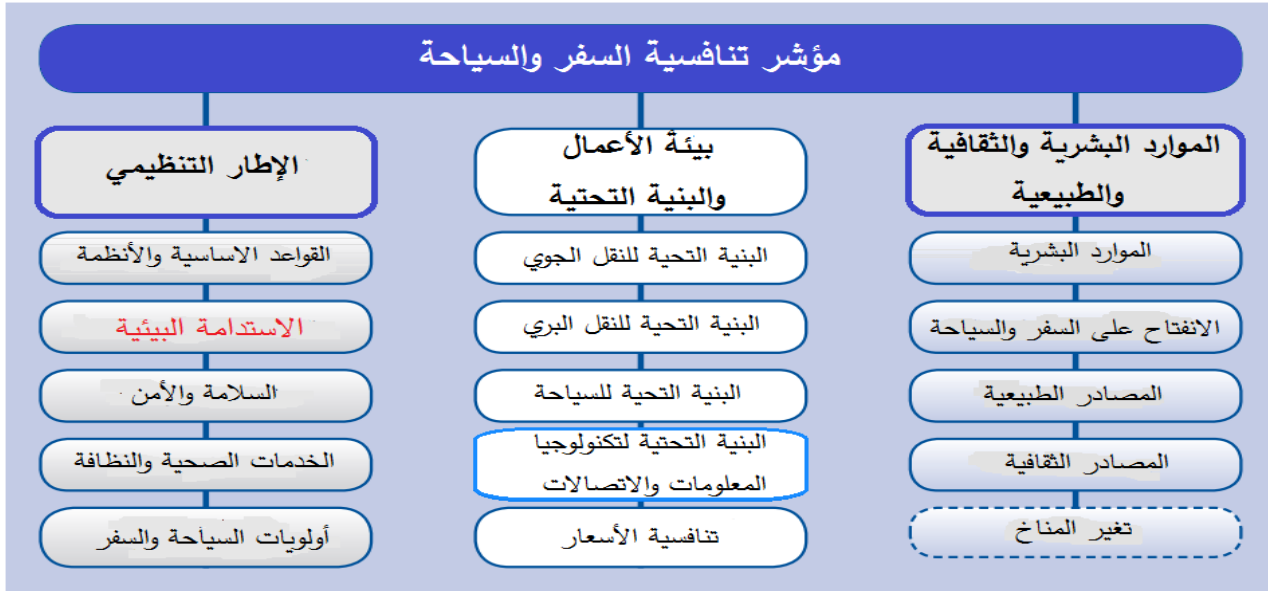 مؤشر تنافسية السفر والسياحة
الموارد البشرية والثقافية
والطبيعية
الموارد البشرية
الانفتاح على السفر والسياحة
المصادر الطبيعية
المصادر الثقافية
تغير المناخ
بيئة الأعمال
والبنية التحتية
البنية التحية للنقل الجوي
البنية التحية للنقل البري
البنية التحية للسياحة
البنية التحتية لتكنولوجيا
المعلومات والاتصالات
تنافسية الأسعار
الإطار التنظيمي
القواعد الاساسية والأنظمة
الاستدامة البيئية
السلامة والأمن
الخدمات الصحية والنظافة
أولويات السياحة والسفر